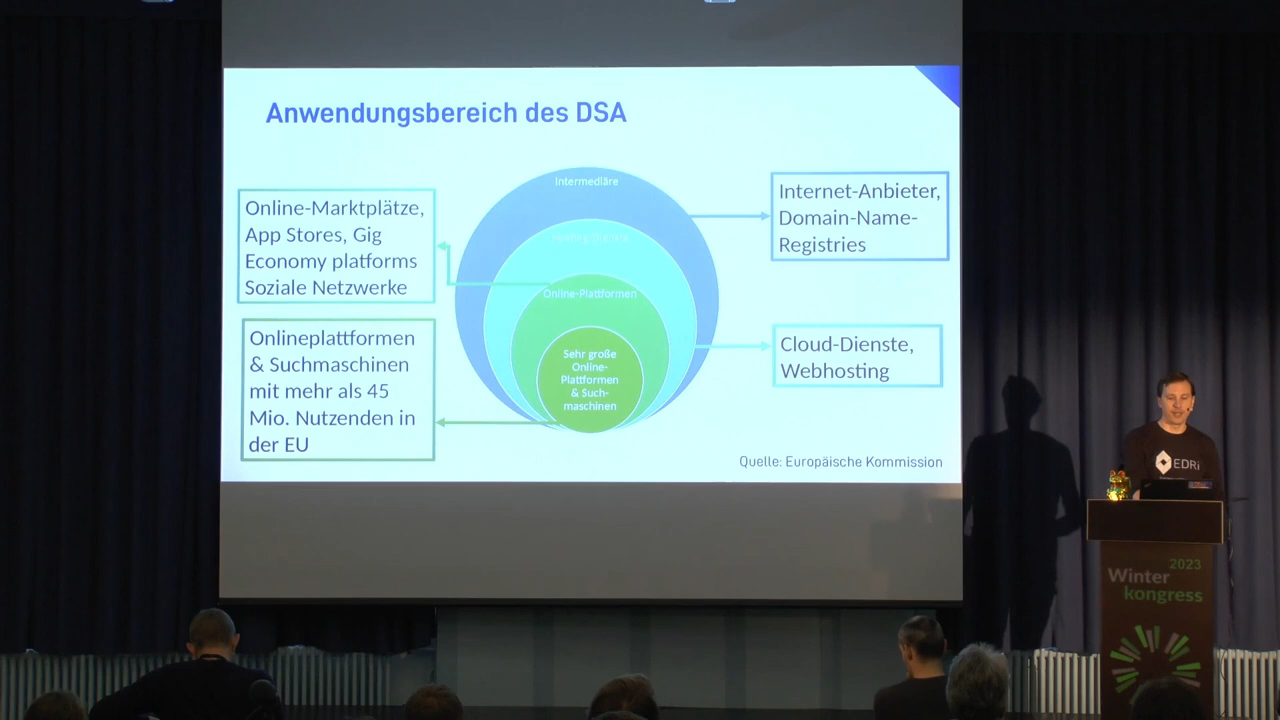 Anwendungsbereich des DSA
Online-Marktplätze,
App Stores, Gig
Economy platforms
Soziale Netzwerke
Onlineplattformen
& Suchmaschinen
mit mehr als 45
Mio. Nutzenden in
der EU
Intermediäre
Online-Plattformen
Sehr große
Online-
Plattformen
& Such-
maschinen
Internet-Anbieter,
Domain-Name-
Registries
Cloud-Dienste,
Webhosting
Quelle: Europäische Kommission
EDRi
2023
Winter
kongress